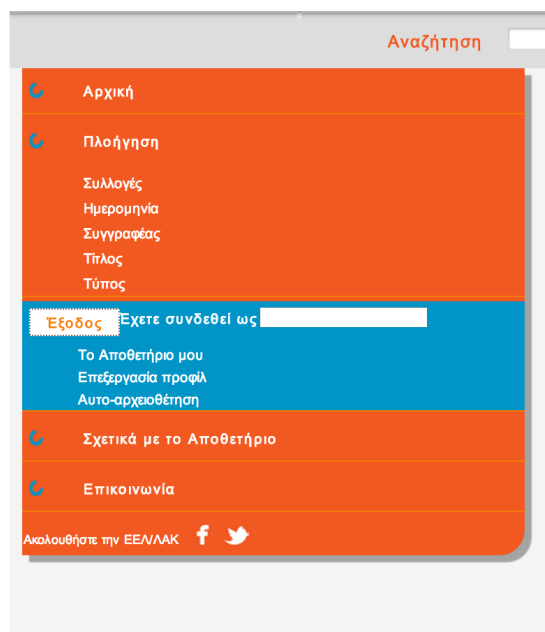 Αναζήτηση
Αρχική
Πλοήγηση
Συλλογές
Ημερομηνία
Συγγραφέας
Τίτλος
Τύπος
Έξοδος Έχετε συνδεθεί ως
Το Αποθετήριο μου
Επεξεργασία προφίλ
Αυτο-αρχειοθέτηση
Σχετικά με το Αποθετήριο
Επικοινωνία
Ακολουθήστε την ΕΕΛ/ΛΑΚ